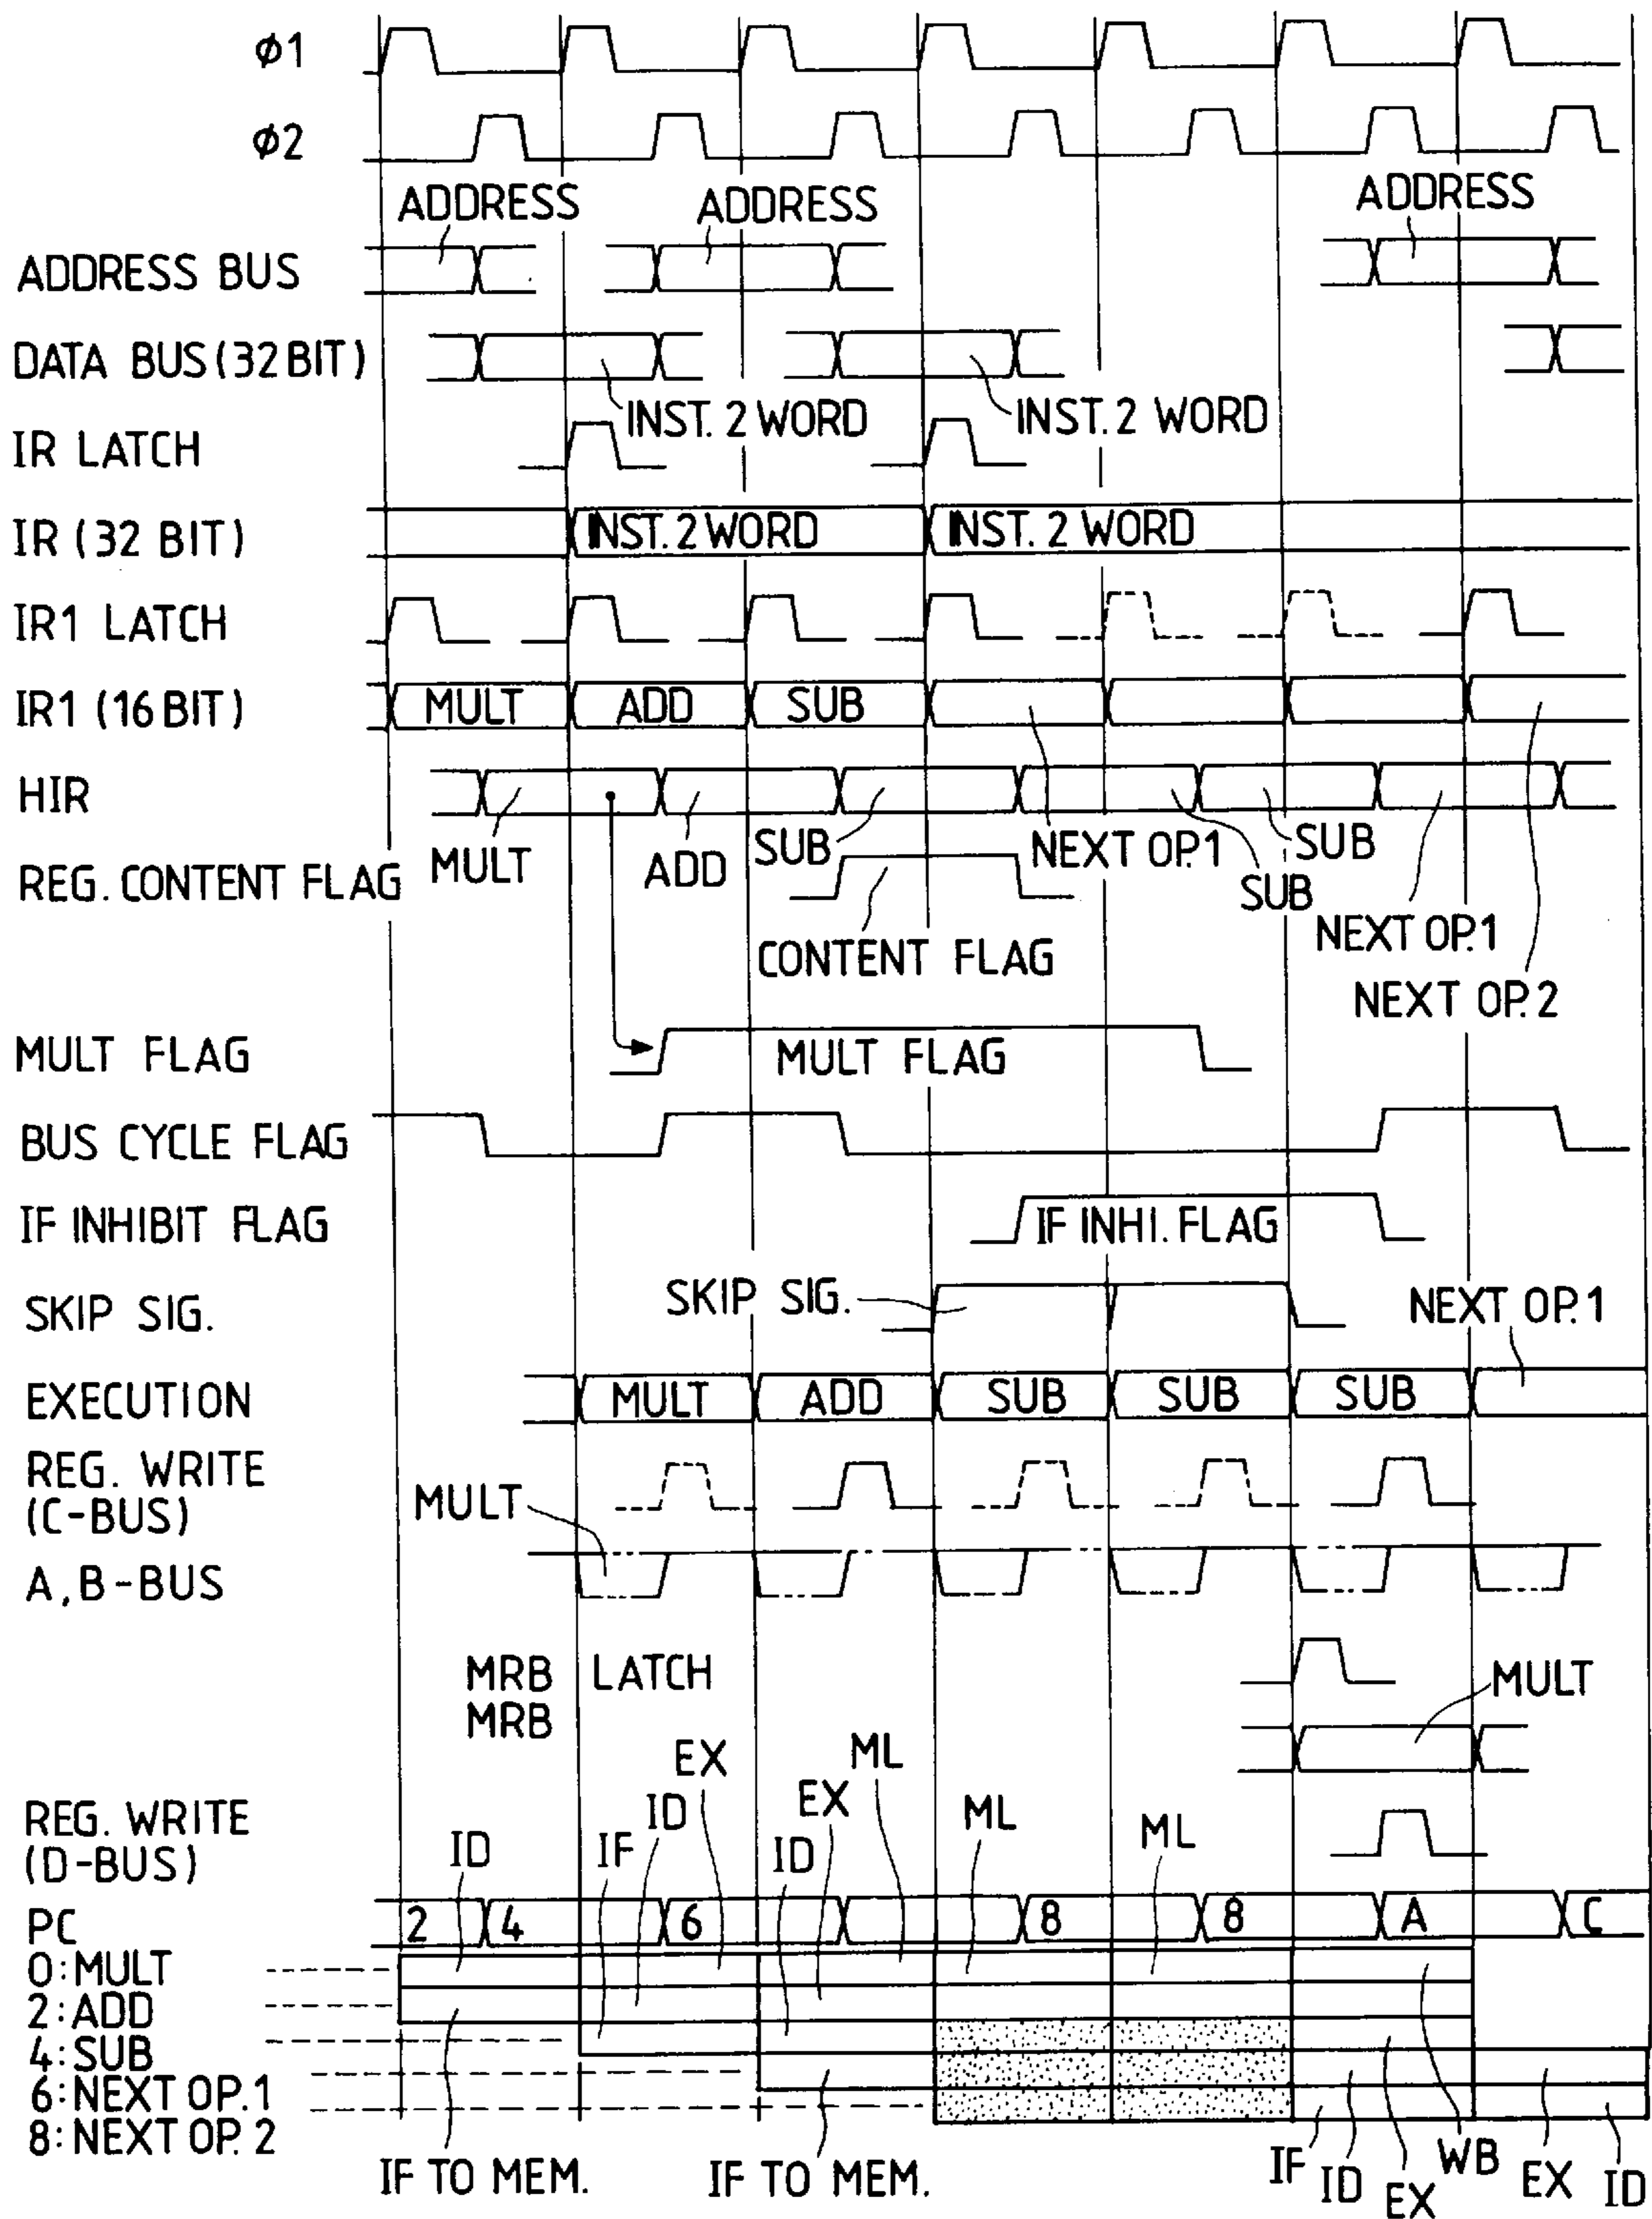 ø1
ø2
ADDRESS ADDRESS ADDRESS
ADDRESS BUS
DATA BUS (32 BIT)
INST. 2 WORD INST. 2 WORD
IR LATCH
IR (32 BIT) INST. 2 WORD INST. 2 WORD
IR1 LATCH
IR1 (16 BIT) MULT ADD SUB
HIR
MULT ADD SUB NEXT OP.1 SUB SUB
REG. CONTENT FLAG
NEXT OP.1
CONTENT FLAG
NEXT OP.2
MULT FLAG MULT FLAG
BUS CYCLE FLAG
IF INHIBIT FLAG IF INHI. FLAG
SKIP SIG. SKIP SIG. NEXT OP.1
EXECUTION MULT ADD SUB SUB SUB
REG. WRITE
(C-BUS)
MULT
A, B-BUS
MRB LATCH
MRB
MULT
REG. WRITE
(D-BUS)
ID IF ID EX ID EX ML ML ML
PC 2 4 6 8 8 A C
0:MULT
2:ADD
4:SUB
6:NEXT OP.1
8:NEXT OP. 2
IF TO MEM. IF TO MEM. IF ID EX WB EX ID